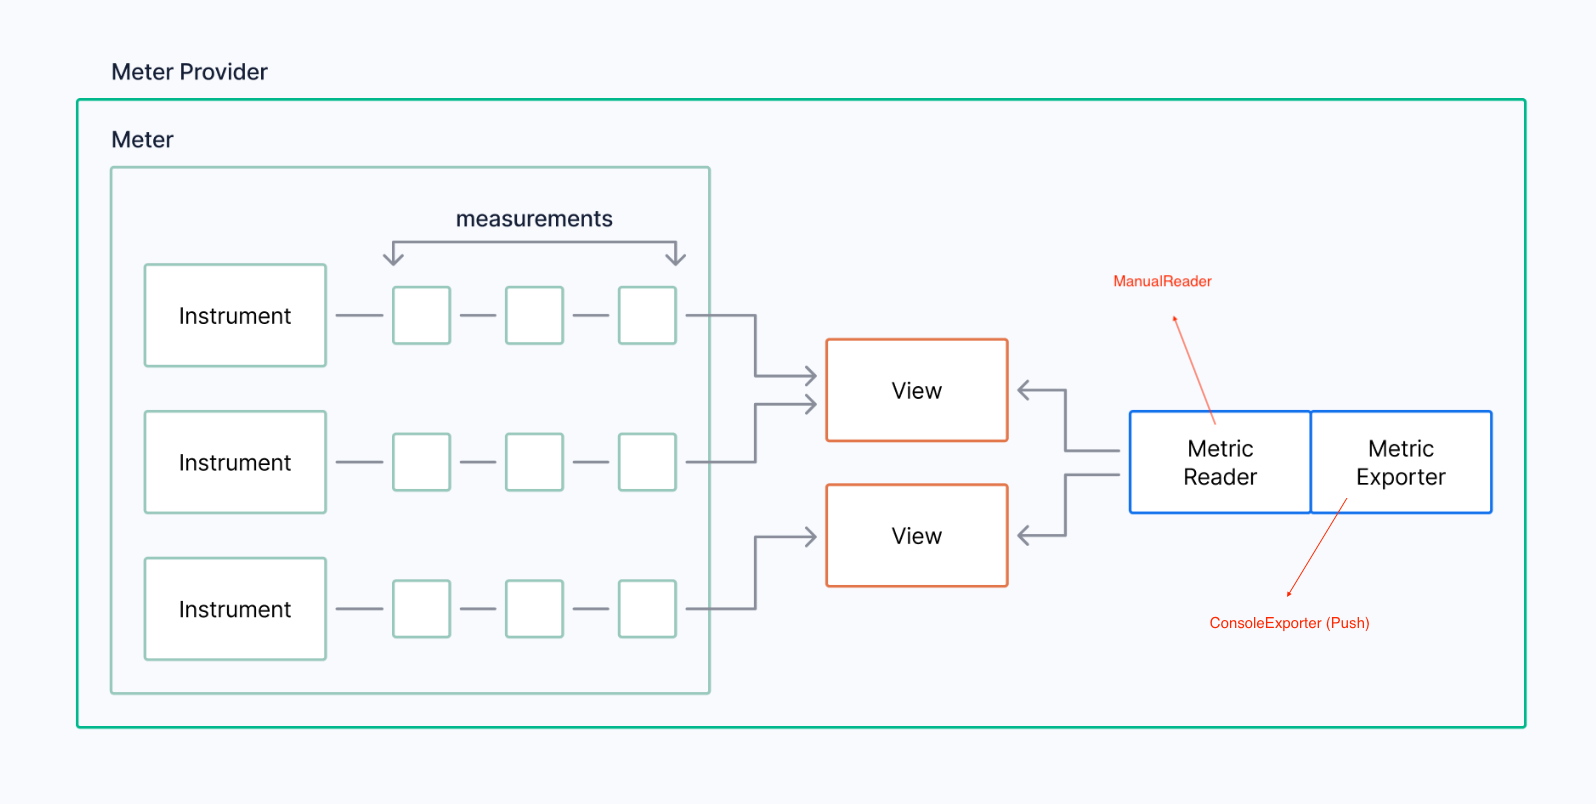 Meter Provider
Meter
measurements
Instrument
Instrument
Instrument
View
View
ManualReader
Metric
Reader
Metric
Exporter
ConsoleExporter (Push)